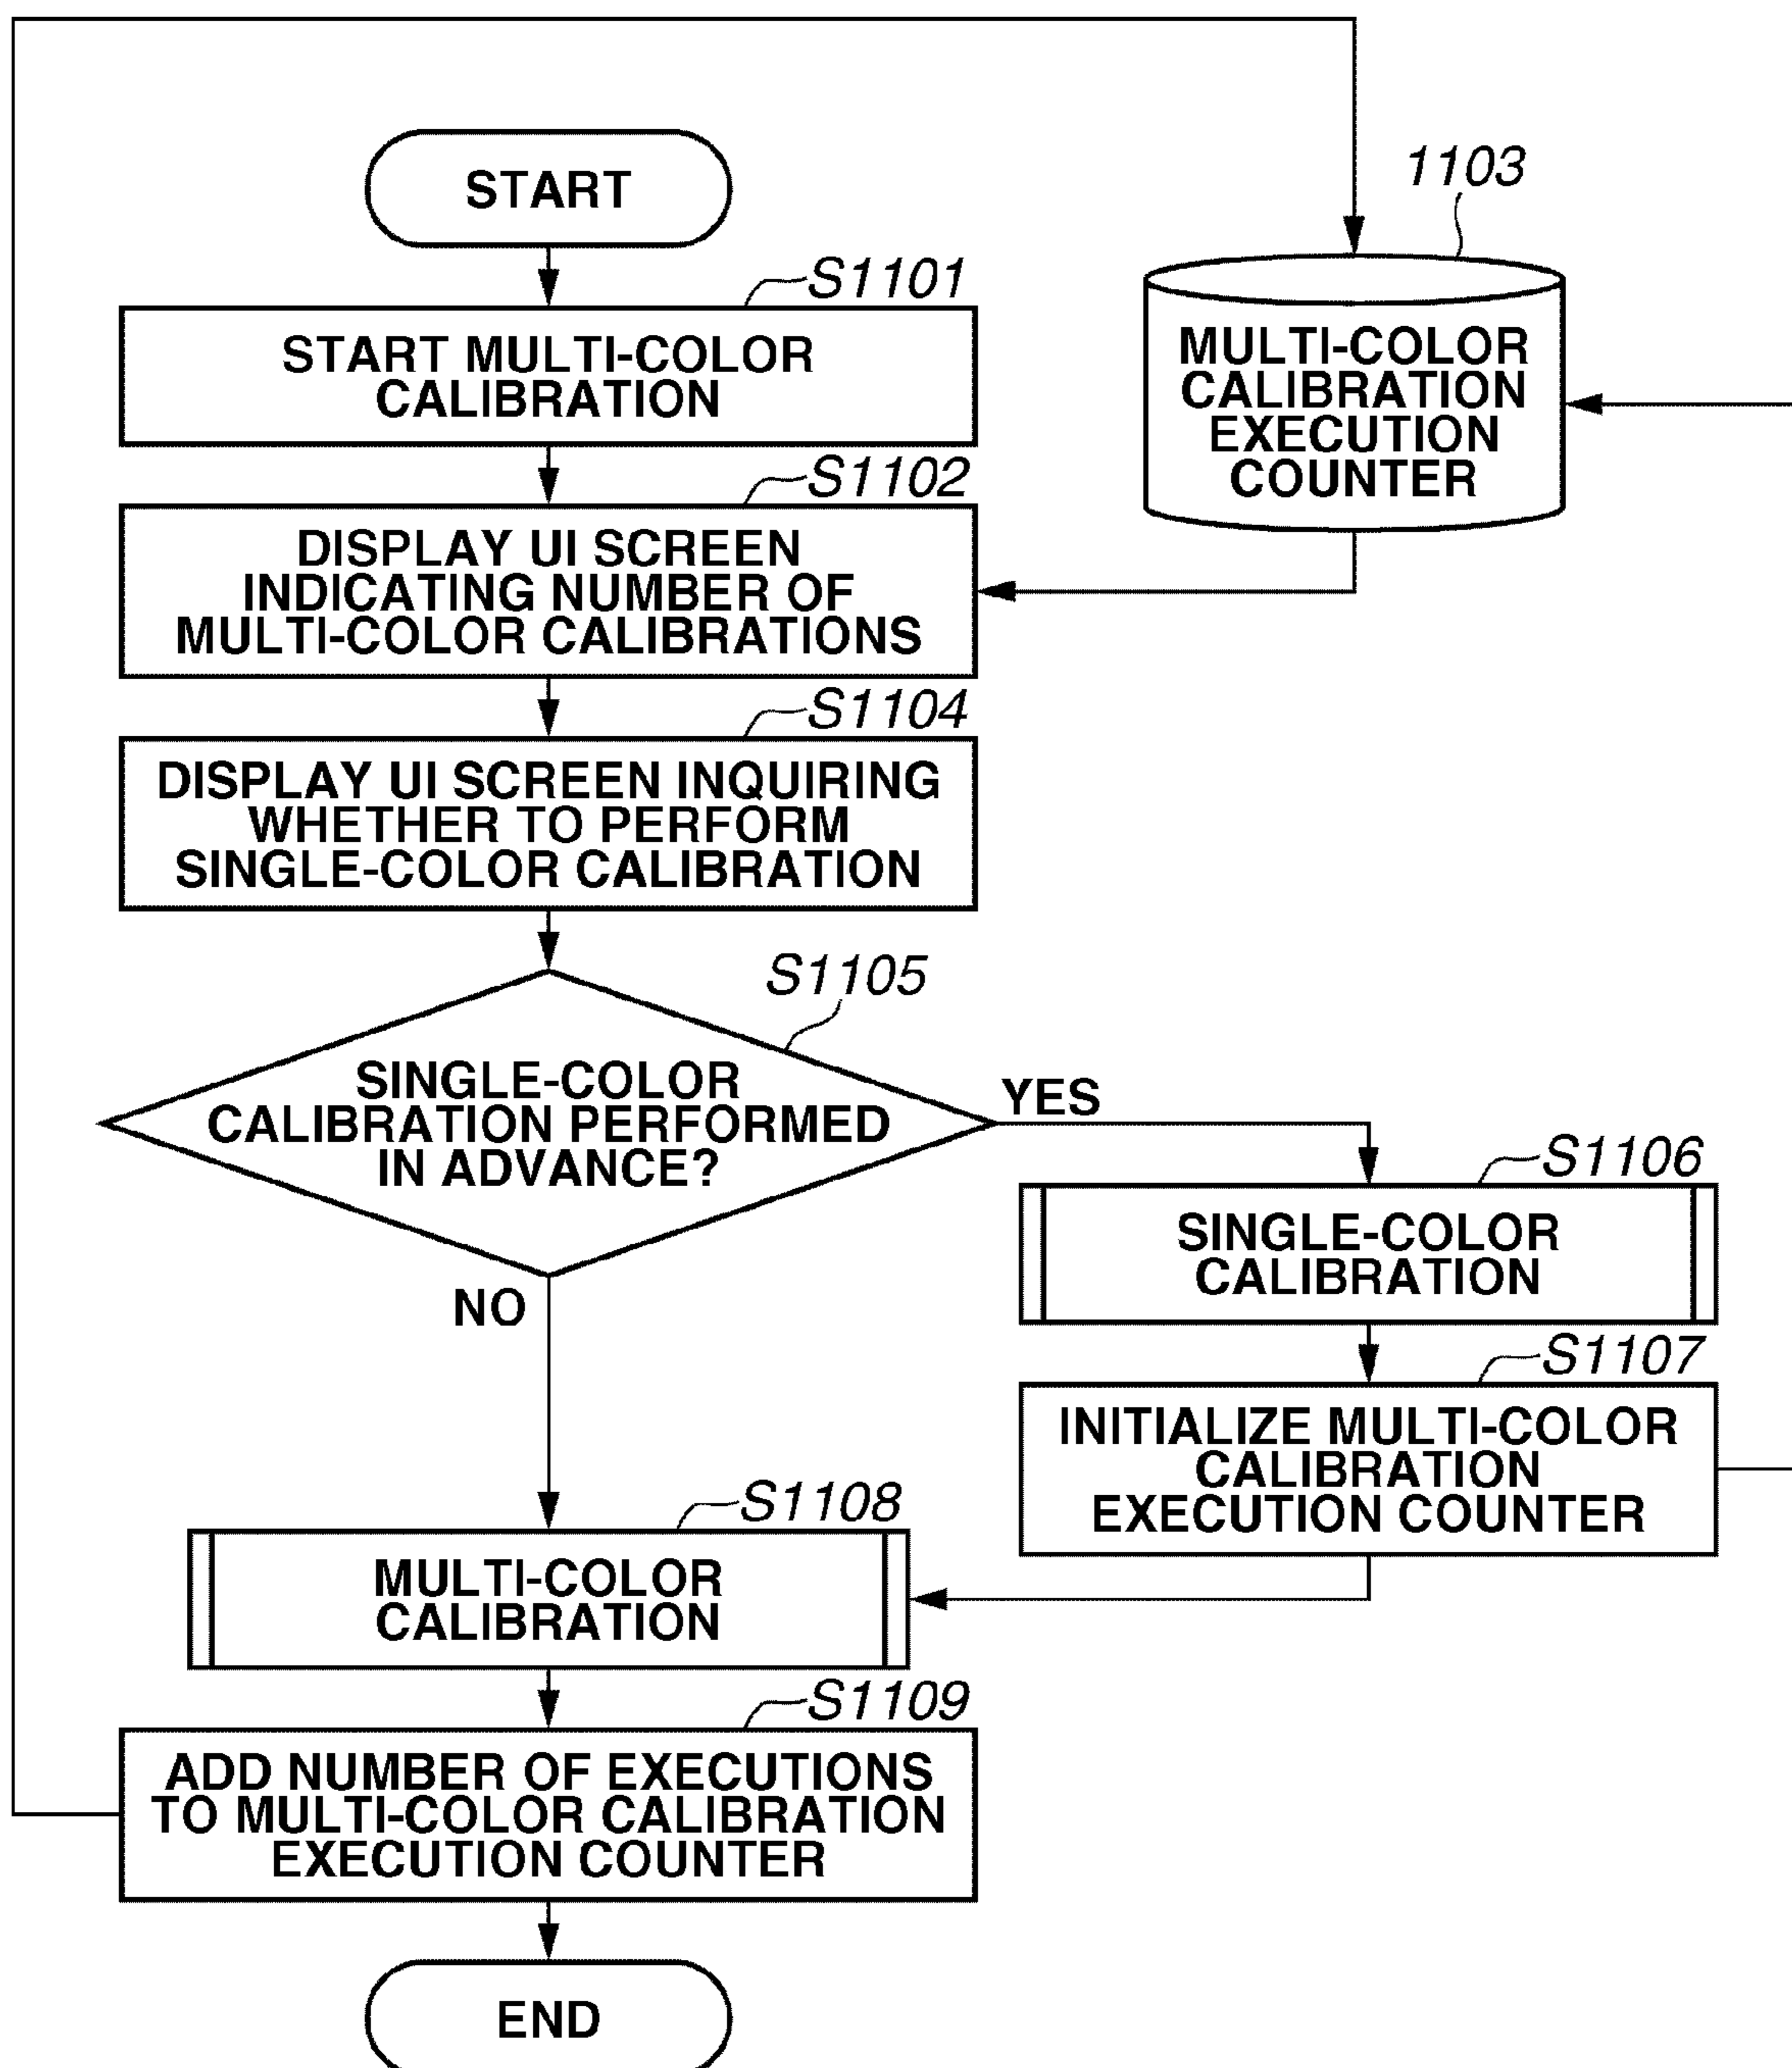 START
1103
S1101
START MULTI-COLOR
CALIBRATION
MULTI-COLOR
CALIBRATION
EXECUTION
COUNTER
S1102
DISPLAY UI SCREEN
INDICATING NUMBER OF
MULTI-COLOR CALIBRATIONS
S1104
DISPLAY UI SCREEN INQUIRING
WHETHER TO PERFORM
SINGLE-COLOR CALIBRATION
S1105
SINGLE-COLOR
CALIBRATION PERFORMED
IN ADVANCE?
YES
NO
S1106
SINGLE-COLOR
CALIBRATION
S1107
INITIALIZE MULTI-COLOR
CALIBRATION
EXECUTION COUNTER
S1108
MULTI-COLOR
CALIBRATION
S1109
ADD NUMBER OF EXECUTIONS
TO MULTI-COLOR CALIBRATION
EXECUTION COUNTER
END